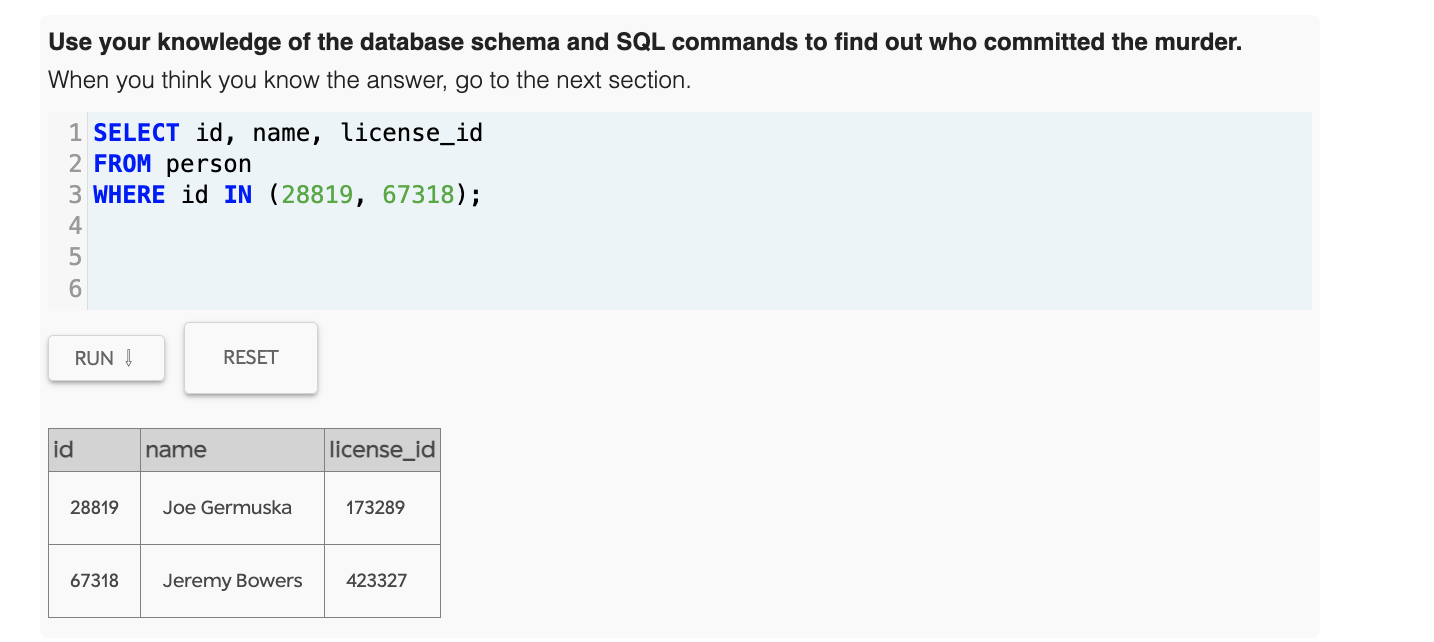 Use your knowledge of the database schema and SQL commands to find out who committed the murder.
When you think you know the answer, go to the next section.
1 SELECT id, name, license_id
2 FROM person
3 WHERE id IN (28819, 67318);
4
5
6
RUN ⇩ RESET
id name license_id
28819 Joe Germuska 173289
67318 Jeremy Bowers 423327